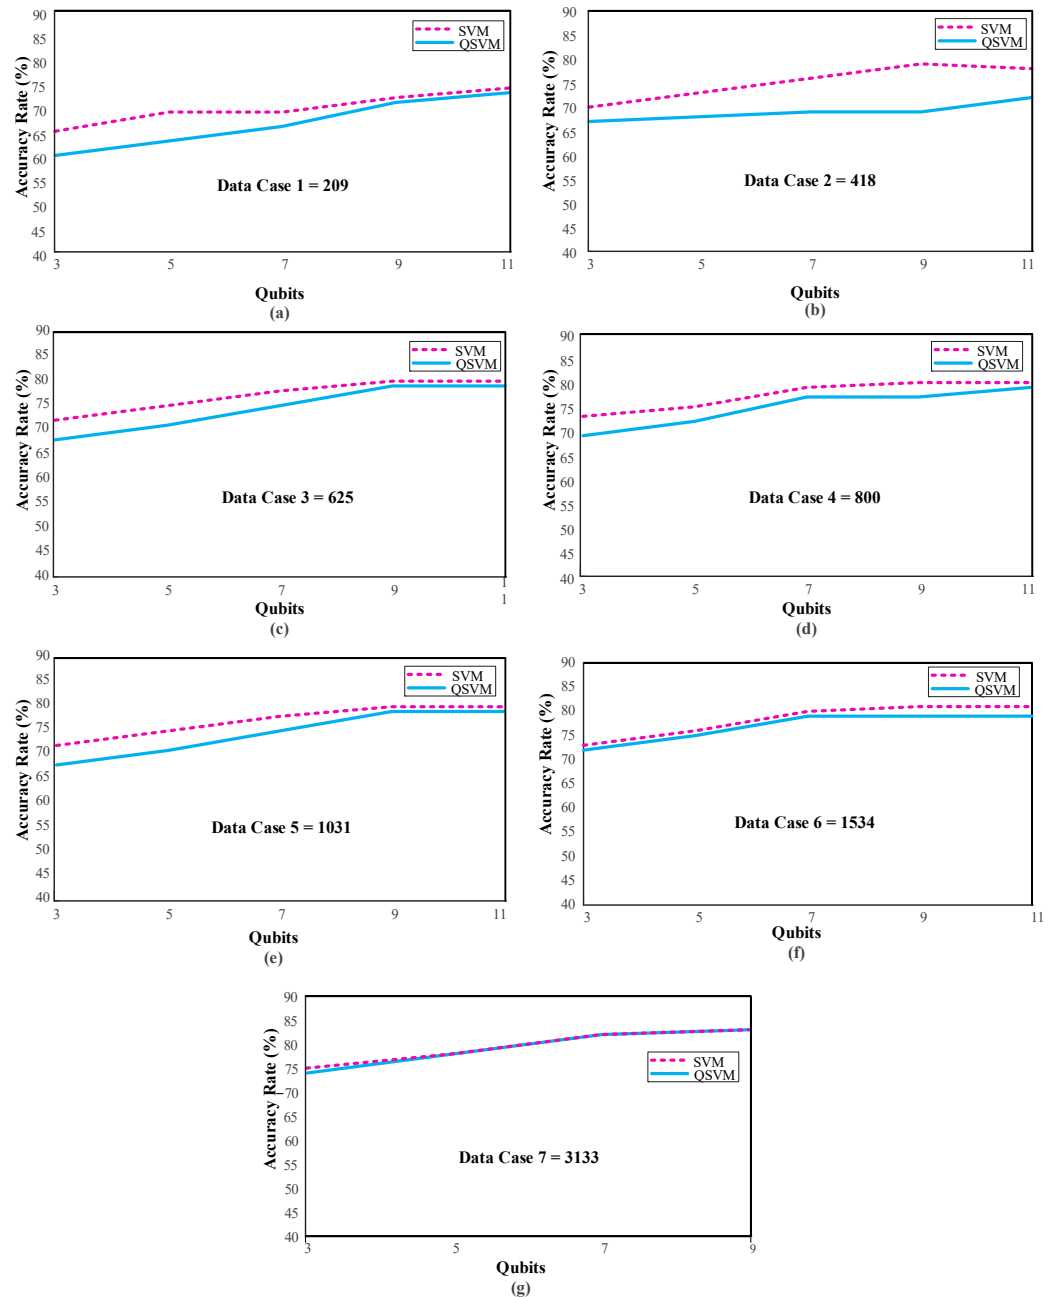 90
85
80
75
70
65
60
55
50
45
40
Accuracy Rate (%)
SVM
QSVM
Data Case 1 = 209
3 5 7 9 11
Qubits
(a)
90
85
80
75
70
65
60
55
50
45
40
Accuracy Rate (%)
SVM
QSVM
Data Case 2 = 418
3 5 7 9 11
Qubits
(b)
90
85
80
75
70
65
60
55
50
45
40
Accuracy Rate (%)
SVM
QSVM
Data Case 3 = 625
3 5 7 9 1
1
Qubits
(c)
90
85
80
75
70
65
60
55
50
45
40
Accuracy Rate (%)
SVM
QSVM
Data Case 4 = 800
3 5 7 9 11
Qubits
(d)
90
85
80
75
70
65
60
55
50
45
40
Accuracy Rate (%)
SVM
QSVM
Data Case 5 = 1031
3 5 7 9 11
Qubits
(e)
90
85
80
75
70
65
60
55
50
45
40
Accuracy Rate (%)
SVM
QSVM
Data Case 6 = 1534
3 5 7 9 11
Qubits
(f)
90
85
80
75
70
65
60
55
50
45
40
Accuracy Rate (%)
SVM
QSVM
Data Case 7 = 3133
3 5 7 9
Qubits
(g)